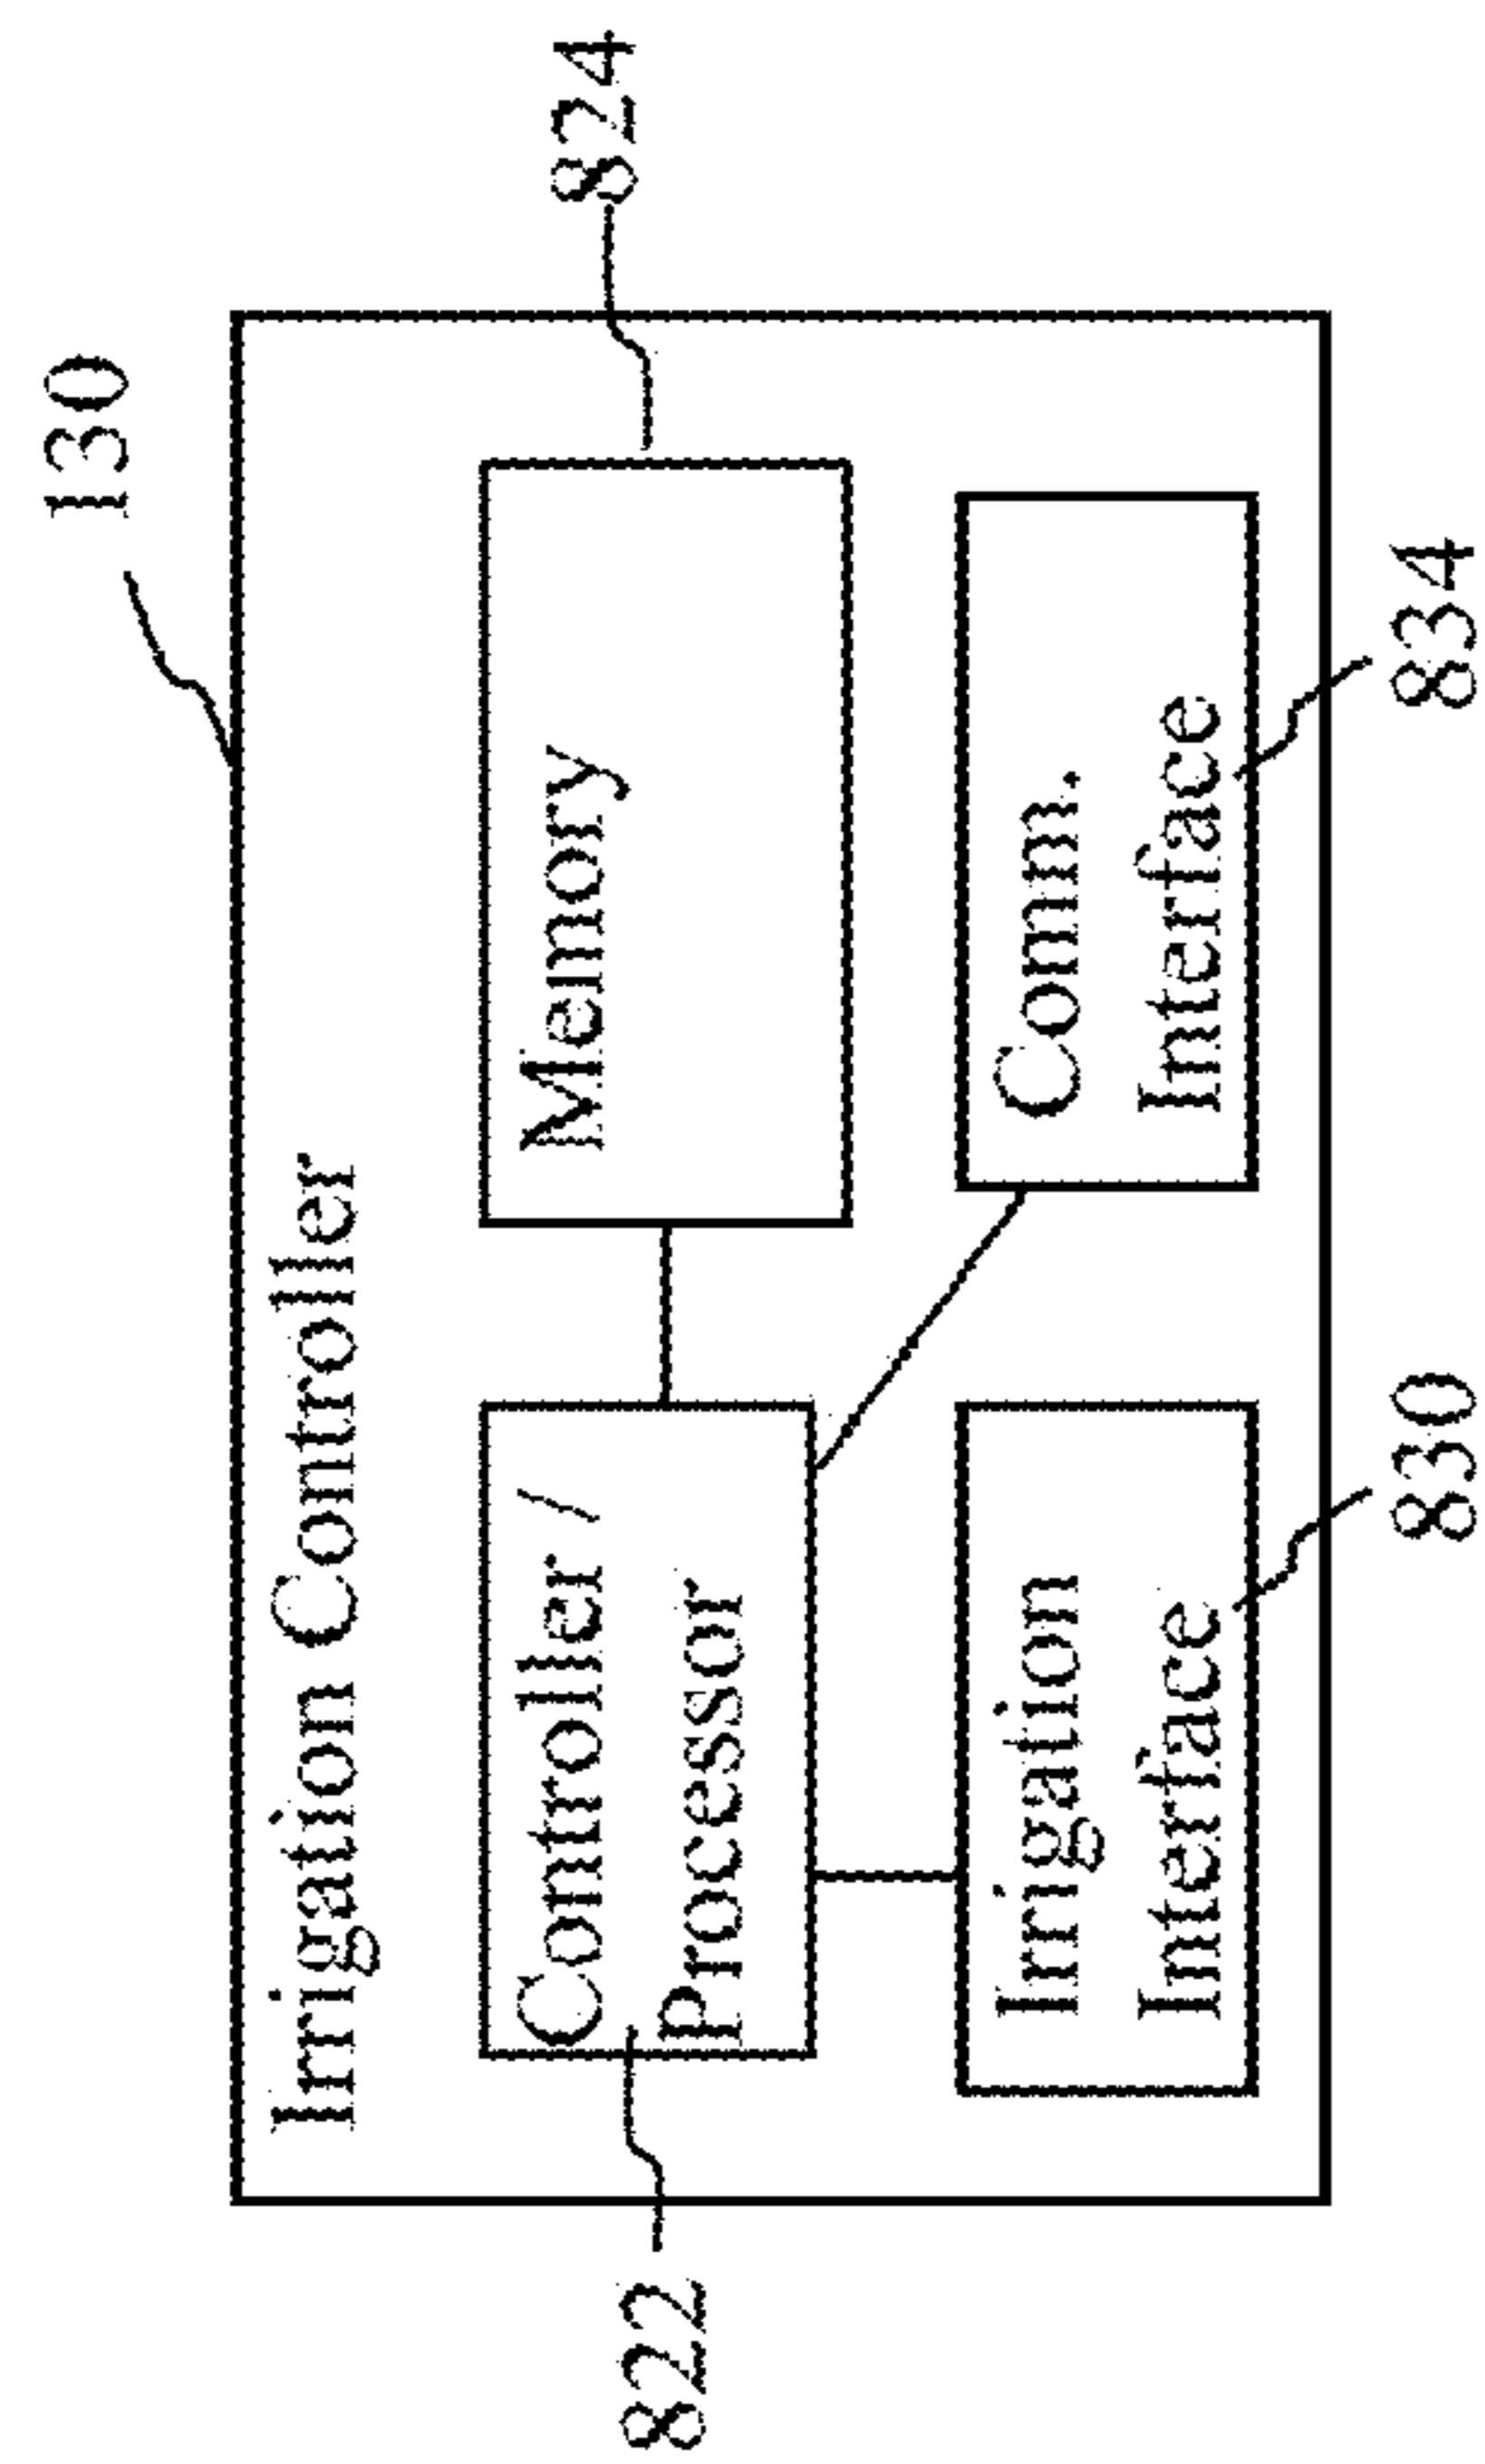 130
Irrigation Controller
822
Controller /
Processor
Memory
824
Irrigation
Interface
Comm.
Interface
830
834